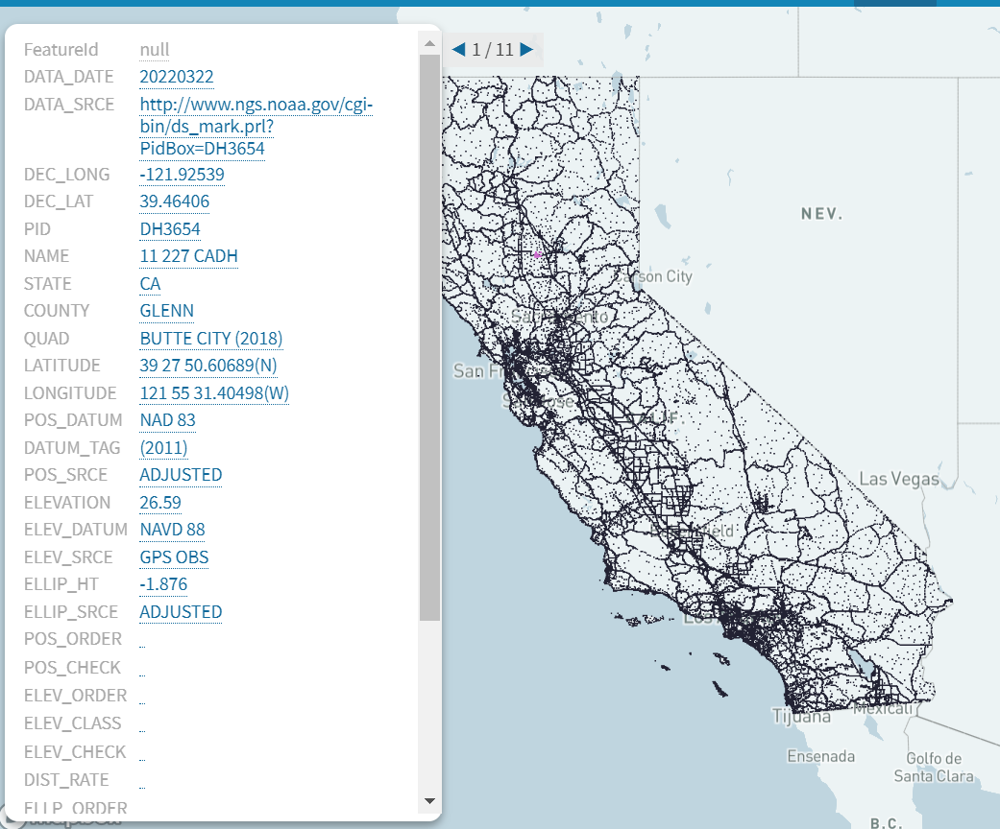 FeatureId null
DATA_DATE 20220322
DATA_SRCE http://www.ngs.noaa.gov/cgi-
bin/ds_mark.prl?
PidBox=DH3654
DEC_LONG -121.92539
DEC_LAT 39.46406
PID DH3654
NAME 11 227 CADH
STATE CA
COUNTY GLENN
QUAD BUTTE CITY (2018)
LATITUDE 39 27 50.60689(N)
LONGITUDE 121 55 31.40498(W)
POS_DATUM NAD 83
DATUM_TAG (2011)
POS_SRCE ADJUSTED
ELEVATION 26.59
ELEV_DATUM NAVD 88
ELEV_SRCE GPS OBS
ELLIP_HT -1.876
ELLIP_SRCE ADJUSTED
POS_ORDER
POS_CHECK
ELEV_ORDER
ELEV_CLASS
ELEV_CHECK
DIST_RATE
ELLP_ORDER
1 / 11
NEV.
Carson City
Las Vegas
Tijuana
Mexicali
Ensenada
Golfo de
Santa Clara
B.C.